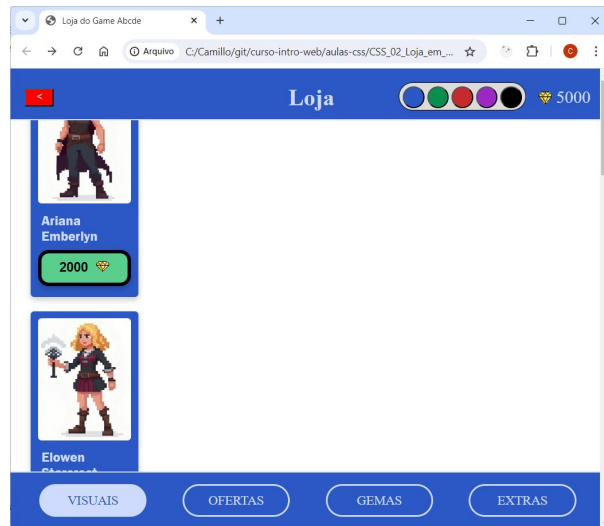 Loja do Game Abcde
Arquivo C:/Camillo/git/curso-intro-web/aulas-css/CSS_02_Loja_em_...
C
<
Loja
5000
Ariana
Emberlyn
2000
Elowen
VISUAIS
OFERTAS
GEMAS
EXTRAS